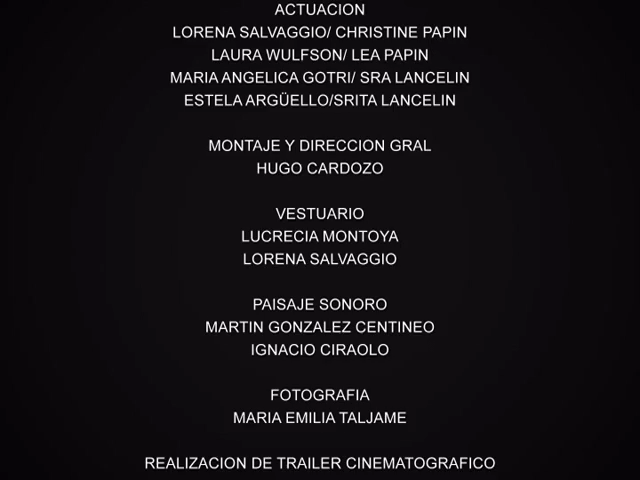 ACTUACION
LORENA SALVAGGIO/ CHRISTINE PAPIN
LAURA WULFSON/ LEA PAPIN
MARIA ANGELICA GOTRI/ SRA LANCELIN
ESTELA ARGÜELLO/SRITA LANCELIN
MONTAJE Y DIRECCION GRAL
HUGO CARDOZO
VESTUARIO
LUCRECIA MONTOYA
LORENA SALVAGGIO
PAISAJE SONORO
MARTIN GONZALEZ CENTINEO
IGNACIO CIRAOLO
FOTOGRAFIA
MARIA EMILIA TALJAME
REALIZACION DE TRAILER CINEMATOGRAFICO